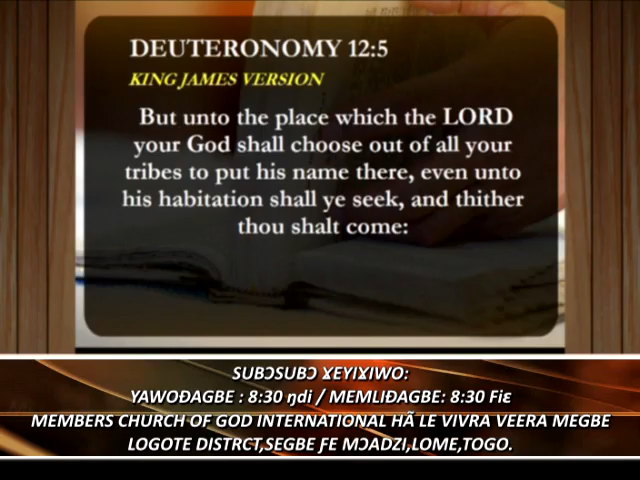 DEUTERONOMY 12:5
KING JAMES VERSION
But unto the place which the LORD
your God shall choose out of all your
tribes to put his name there, even unto
his habitation shall ye seek, and thither
thou shalt come:
SUBƆSUBƆ ƔEYIƔIWO:
YAWOÐAGBE : 8:30 ŋdi / MEMLIÐAGBE: 8:30 Fiɛ
MEMBERS CHURCH OF GOD INTERNATIONAL HÃ LE VIVRA VEERA MEGBE
LOGOTE DISTRCT,SEGBE ƑE MƆADZI,LOME,TOGO.